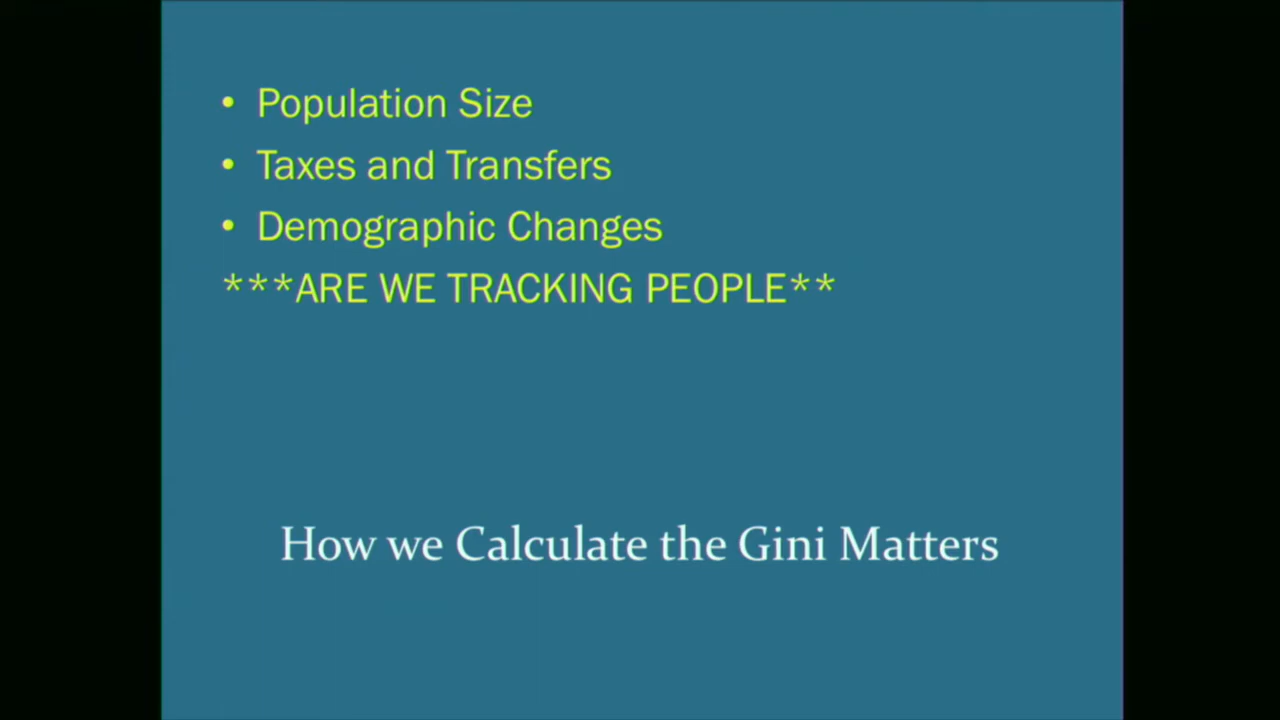 • Population Size
• Taxes and Transfers
• Demographic Changes
***ARE WE TRACKING PEOPLE**
How we Calculate the Gini Matters